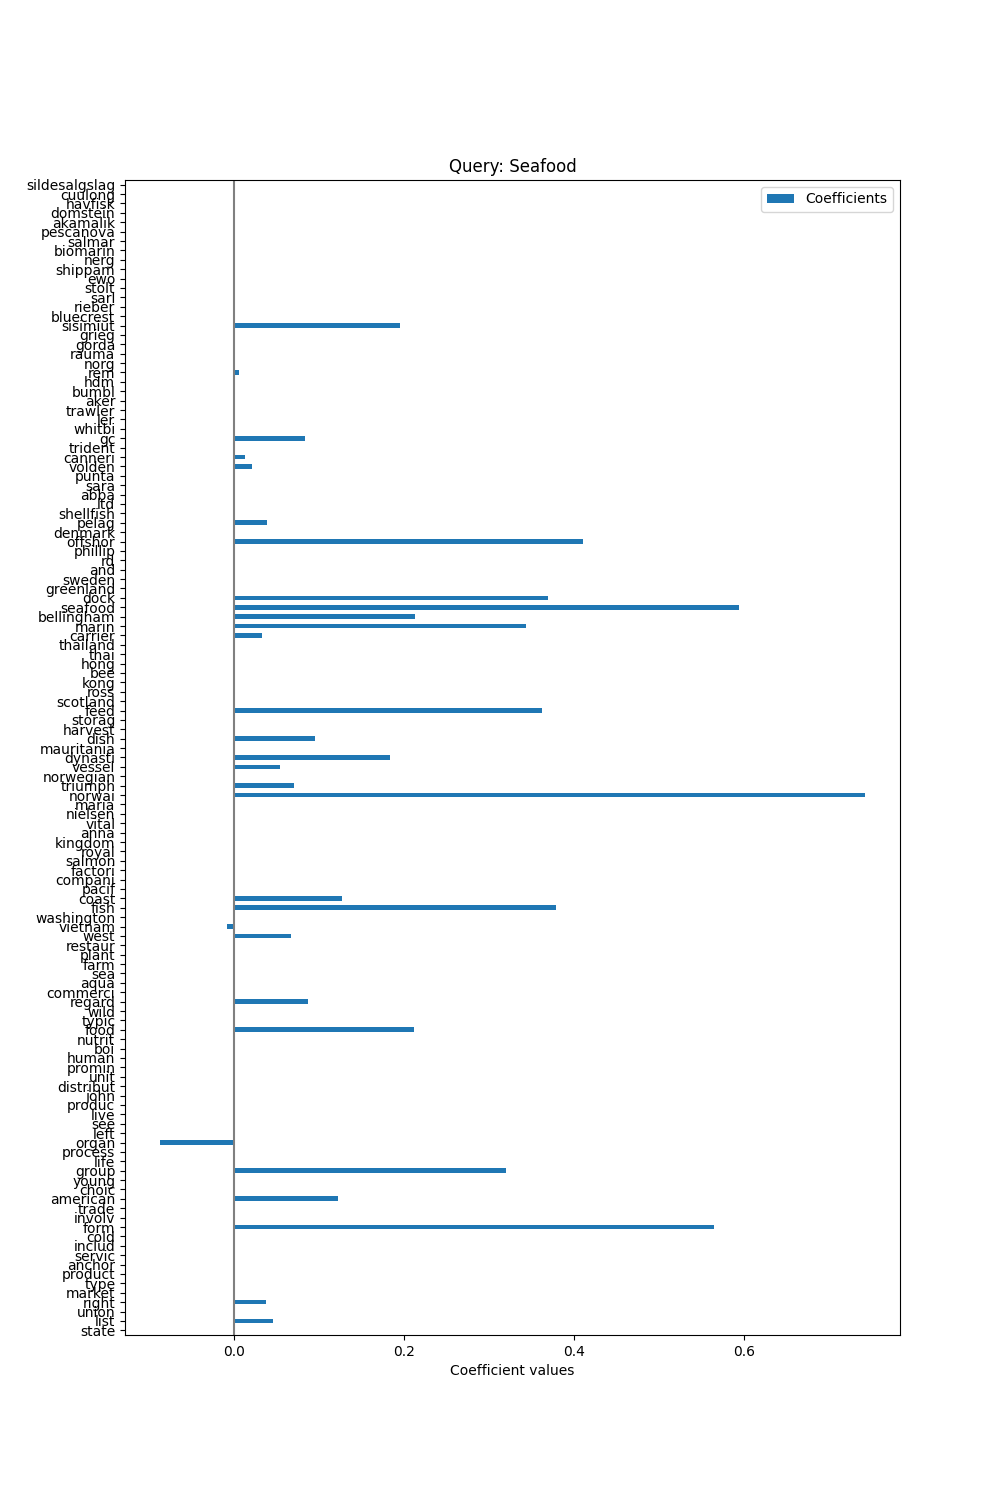 Query: Seafood
Coefficients
sildesalgslag
cuulong
havfisk
domstein
akamalik
pescanova
salmar
biomarin
nerg
shippam
ewo
stolt
sarl
rieber
bluecrest
sisimiut
grieg
gorda
rauma
norg
rem
hdm
bumbl
aker
trawler
ler
whitbi
gc
trident
canneri
volden
punta
sara
abba
ltd
shellfish
pelag
denmark
offshor
phillip
rd
and
sweden
greenland
dock
seafood
bellingham
marin
carrier
thailand
thai
hong
bee
kong
ross
scotland
feed
storag
harvest
dish
mauritania
dynasti
vessel
norwegian
triumph
norwai
maria
nielsen
vital
anna
kingdom
royal
salmon
factori
compani
pacif
coast
fish
washington
vietnam
west
restaur
plant
farm
sea
aqua
commerci
regard
wild
typic
food
nutrit
boi
human
promin
unit
distribut
john
produc
live
see
left
organ
process
life
group
young
choic
american
trade
involv
form
cold
includ
servic
anchor
product
type
market
right
union
list
state
0.0 0.2 0.4 0.6
Coefficient values